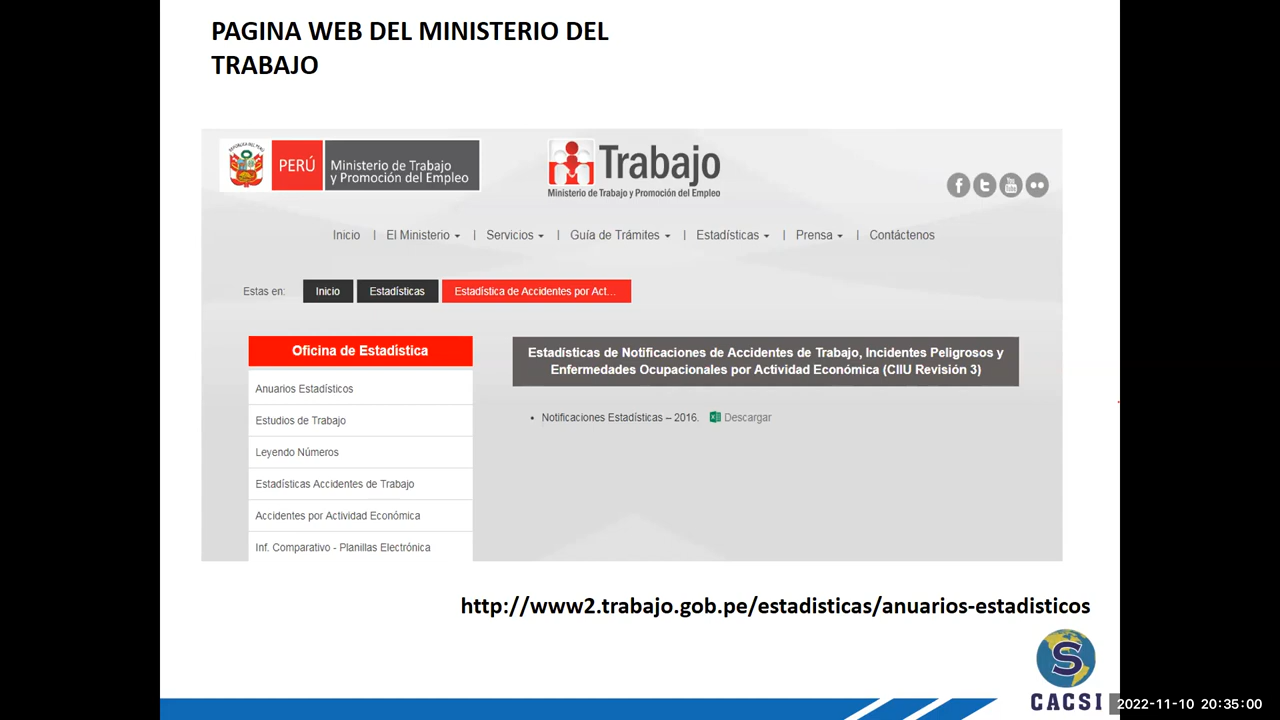 PAGINA WEB DEL MINISTERIO DEL
TRABAJO
PERÚ
Ministerio de Trabajo
y Promoción del Empleo
Trabajo
Ministerio de Trabajo y Promoción del Empleo
Inicio | El Ministerio | Servicios | Guía de Trámites | Estadísticas | Prensa | Contáctenos
Estas en: Inicio Estadísticas Estadística de Accidentes por Act...
Oficina de Estadística
Anuarios Estadísticos
Estudios de Trabajo
Leyendo Números
Estadísticas Accidentes de Trabajo
Accidentes por Actividad Económica
Inf. Comparativo - Planillas Electrónica
Estadísticas de Notificaciones de Accidentes de Trabajo, Incidentes Peligrosos y
Enfermedades Ocupacionales por Actividad Económica (CIIU Revisión 3)
• Notificaciones Estadísticas – 2016. Descargar
http://www2.trabajo.gob.pe/estadisticas/anuarios-estadisticos
S
CACSI
2022-11-10 20:35:00